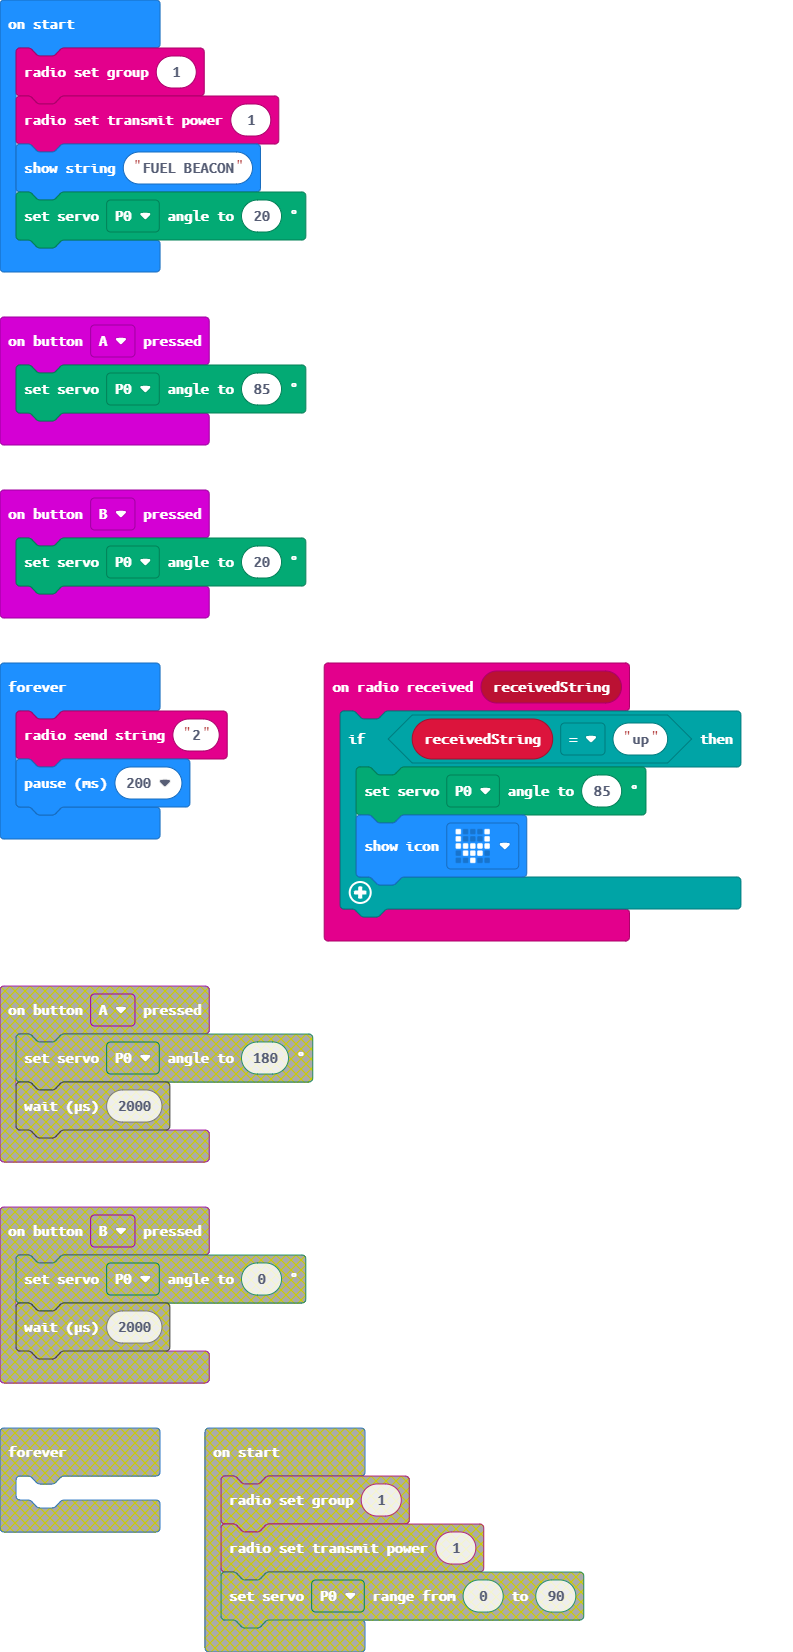 on start
radio set group 1
radio set transmit power 1
show string "FUEL BEACON"
set servo P0 angle to 20 °
on button A pressed
set servo P0 angle to 85 °
on button B pressed
set servo P0 angle to 20 °
forever
radio send string "2"
pause (ms) 200
on radio received receivedString
if receivedString = "up" then
set servo P0 angle to 85 °
show icon
on button A pressed
set servo P0 angle to 180 °
wait (µs) 2000
on button B pressed
set servo P0 angle to 0 °
wait (µs) 2000
forever
on start
radio set group 1
radio set transmit power 1
set servo P0 range from 0 to 90